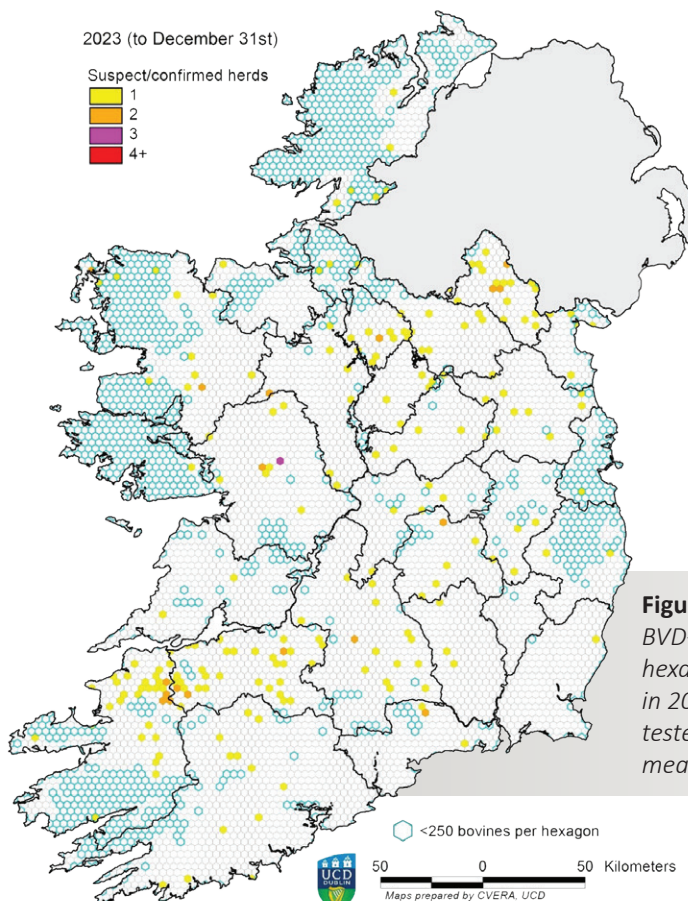 2023 (to December 31st)
Suspect/confirmed herds
1
2
3
4+
Figu
BVD
hexa
in 20
teste
mea
<250 bovines per hexagon
UCD
DUBLIN
50 0 50 Kilometers
Maps prepared by CVERA, UCD